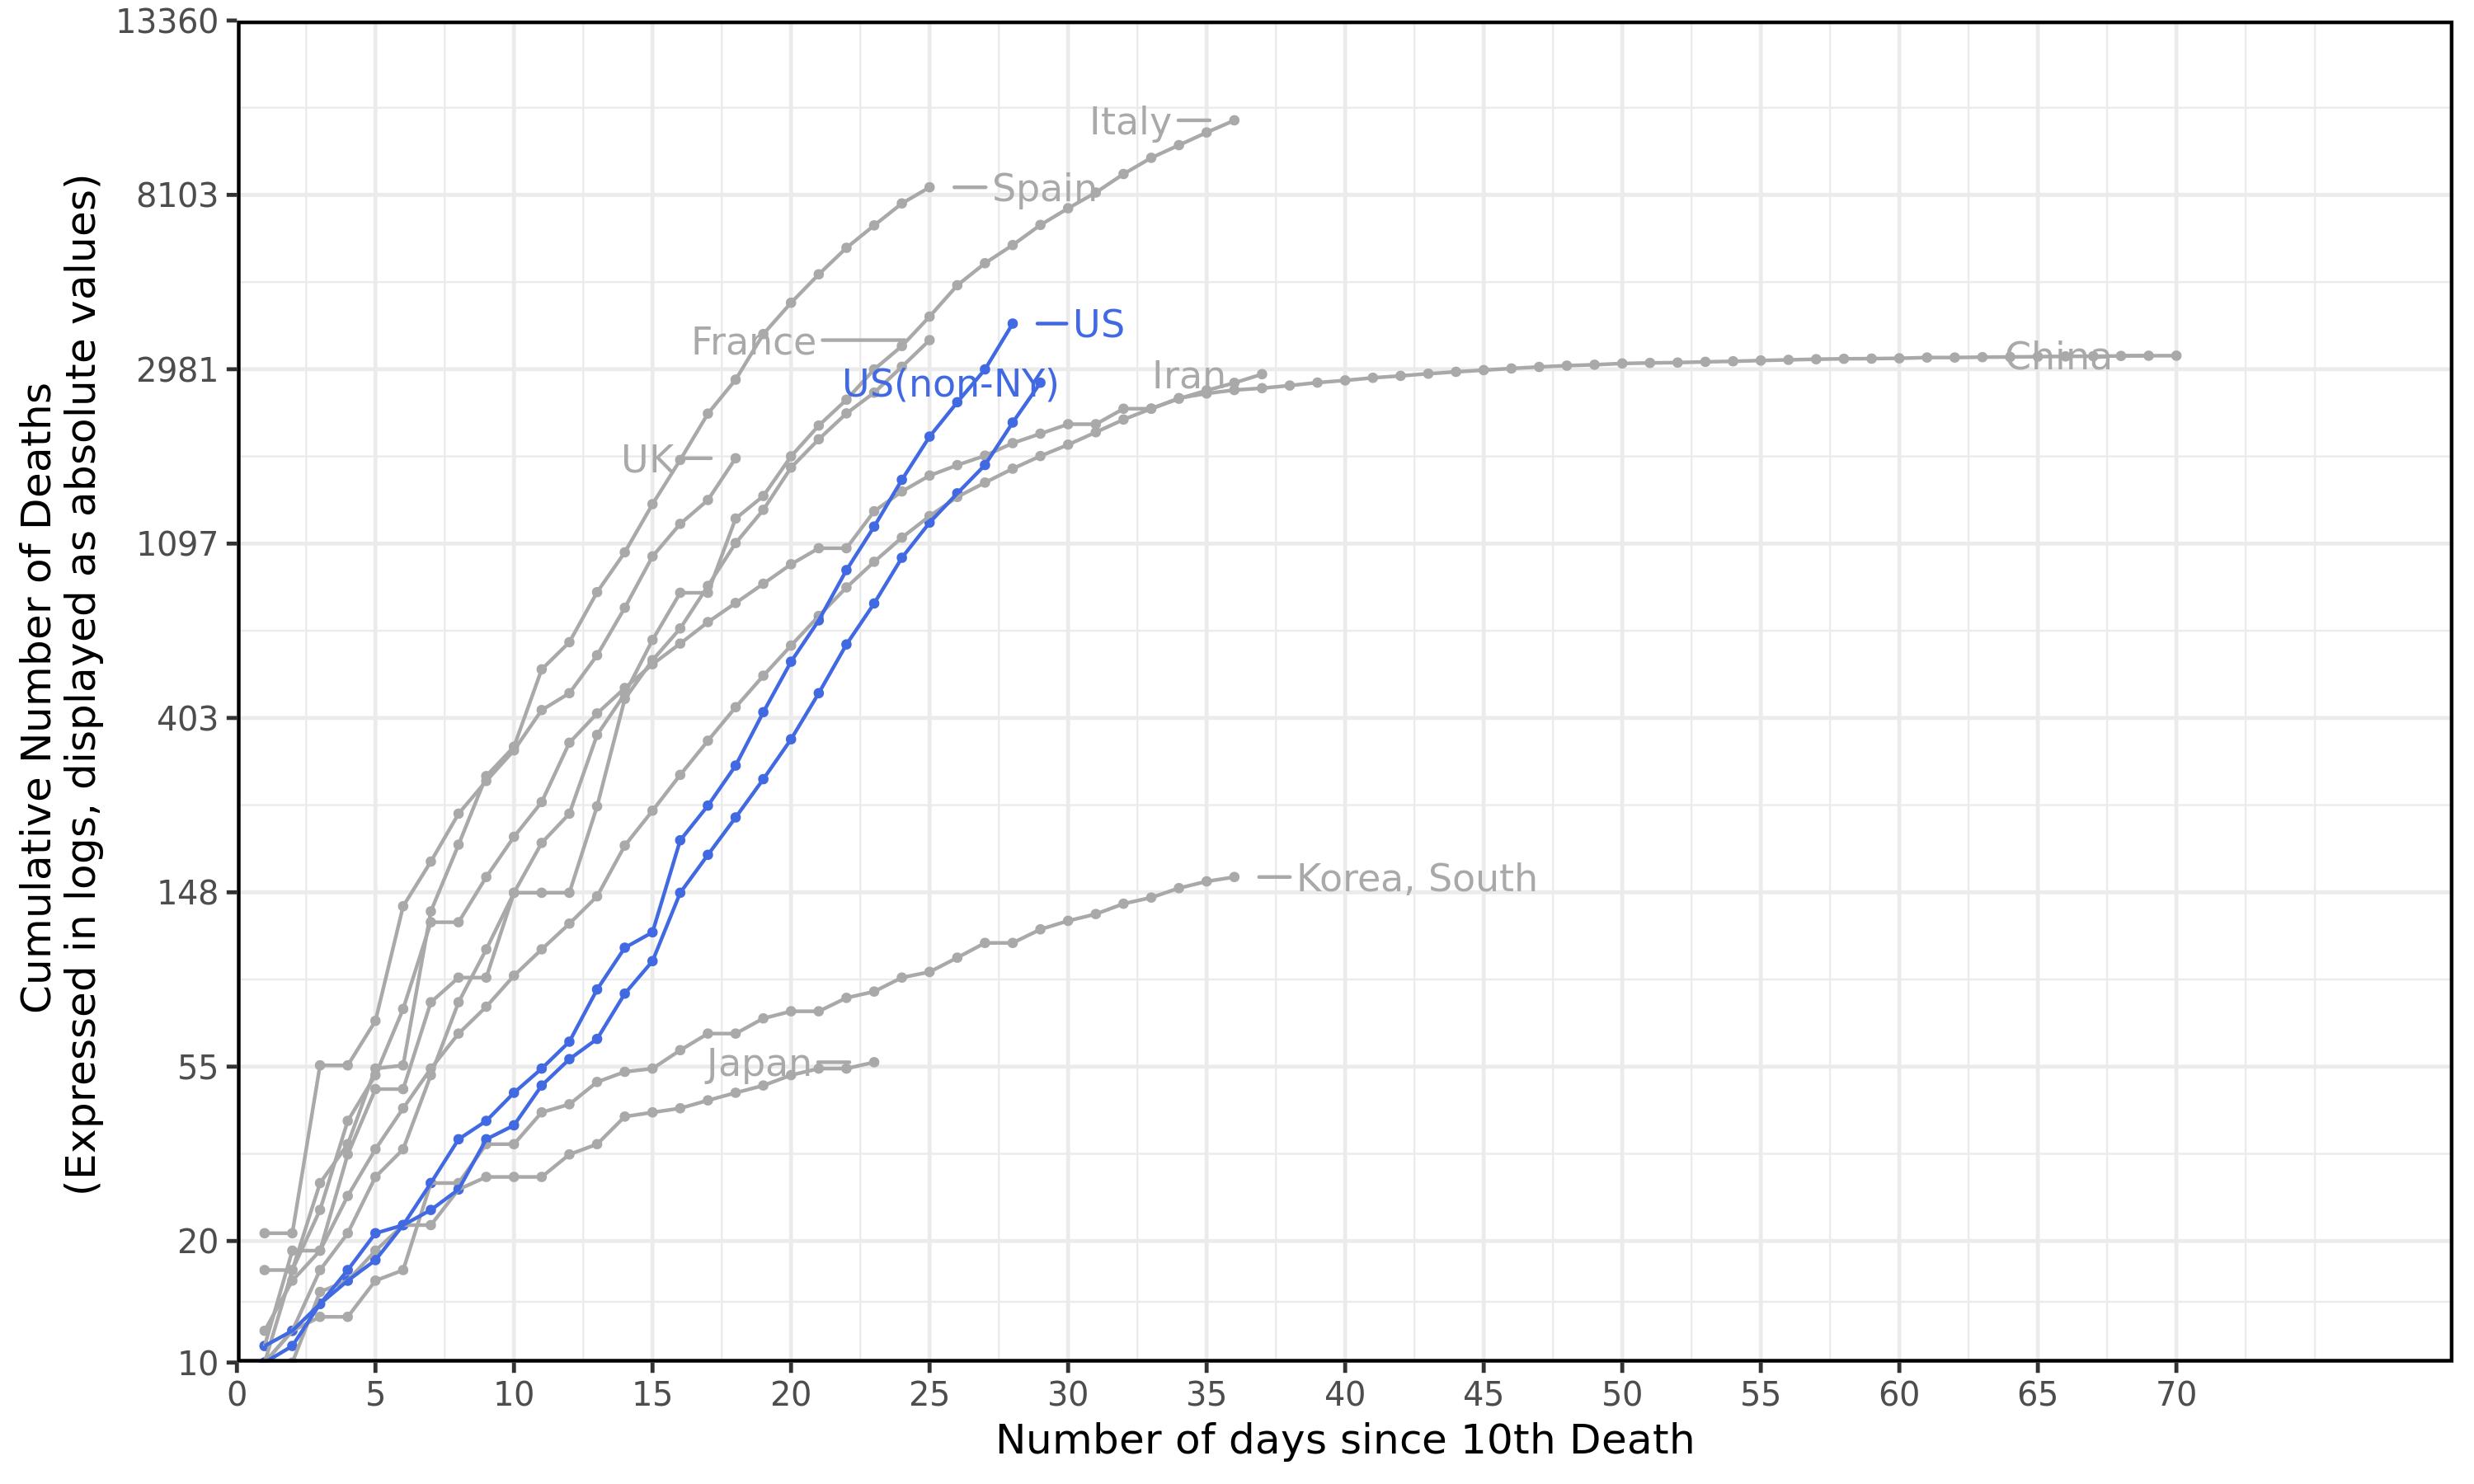 Cumulative Number of Deaths
(Expressed in logs, displayed as absolute values)
13360
8103
2981
1097
403
148
55
20
10
Italy
Spain
US
France
China
Iran
US(non-NY)
UK
Korea, South
Japan
0 5 10 15 20 25 30 35 40 45 50 55 60 65 70
Number of days since 10th Death